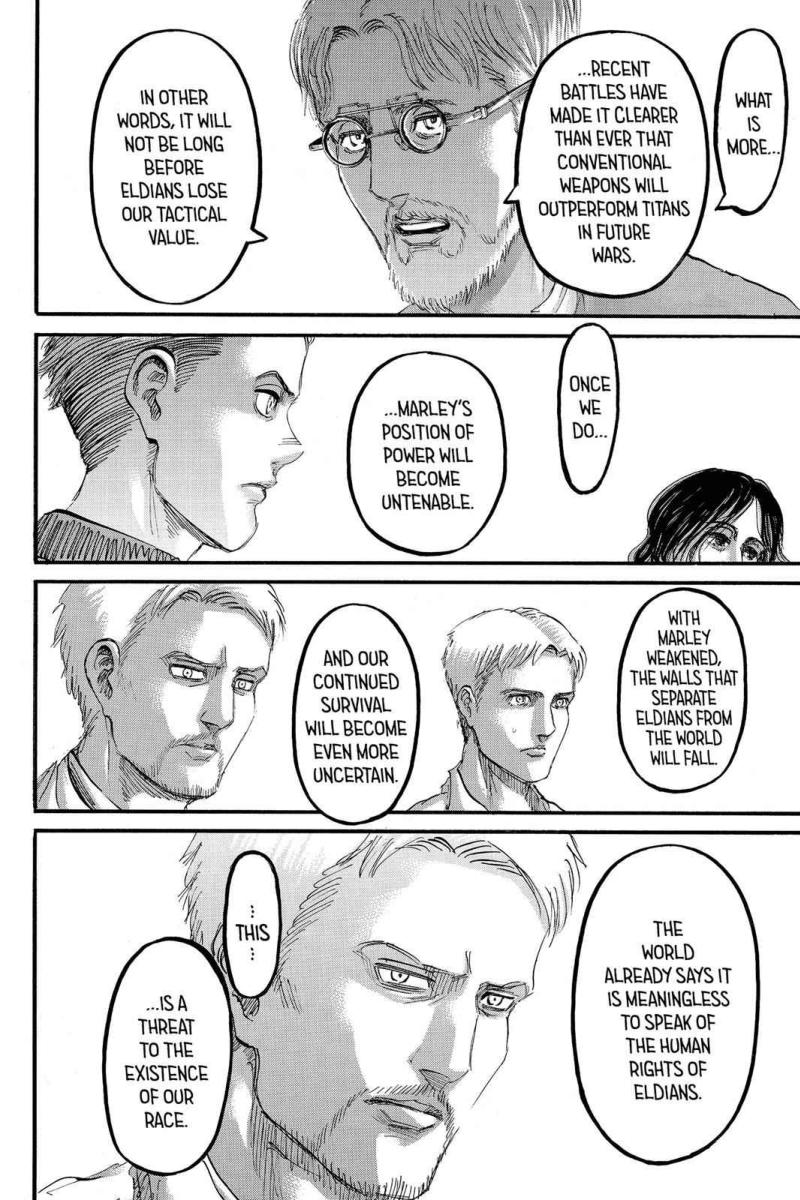 WHAT
IS
MORE...
...RECENT
BATTLES HAVE
MADE IT CLEARER
THAN EVER THAT
CONVENTIONAL
WEAPONS WILL
OUTPERFORM TITANS
IN FUTURE
WARS.
IN OTHER
WORDS, IT WILL
NOT BE LONG
BEFORE
ELDIANS LOSE
OUR TACTICAL
VALUE.
ONCE
WE
DO...
...MARLEY'S
POSITION OF
POWER WILL
BECOME
UNTENABLE.
WITH
MARLEY
WEAKENED,
THE WALLS THAT
SEPARATE
ELDIANS FROM
THE WORLD
WILL FALL.
AND OUR
CONTINUED
SURVIVAL
WILL BECOME
EVEN MORE
UNCERTAIN.
THE
WORLD
ALREADY SAYS IT
IS MEANINGLESS
TO SPEAK OF
THE HUMAN
RIGHTS OF
ELDIANS.
...
THIS
...
...IS A
THREAT
TO THE
EXISTENCE
OF OUR
RACE.